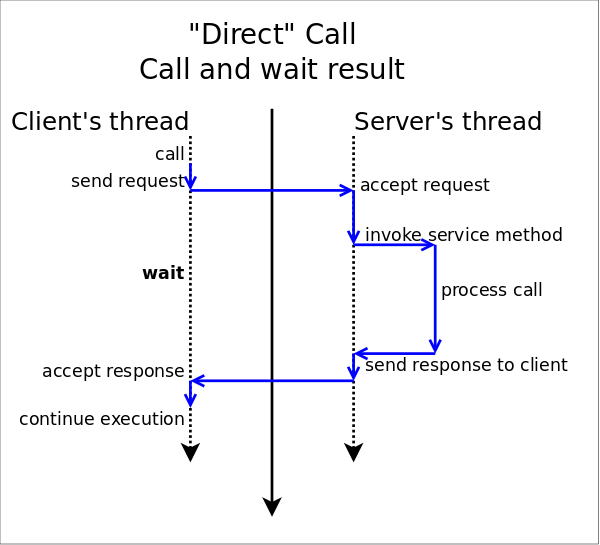 "Direct" Call
Call and wait result
Client's thread
Server's thread
call
send request
accept request
invoke service method
wait
process call
send response to client
accept response
continue execution